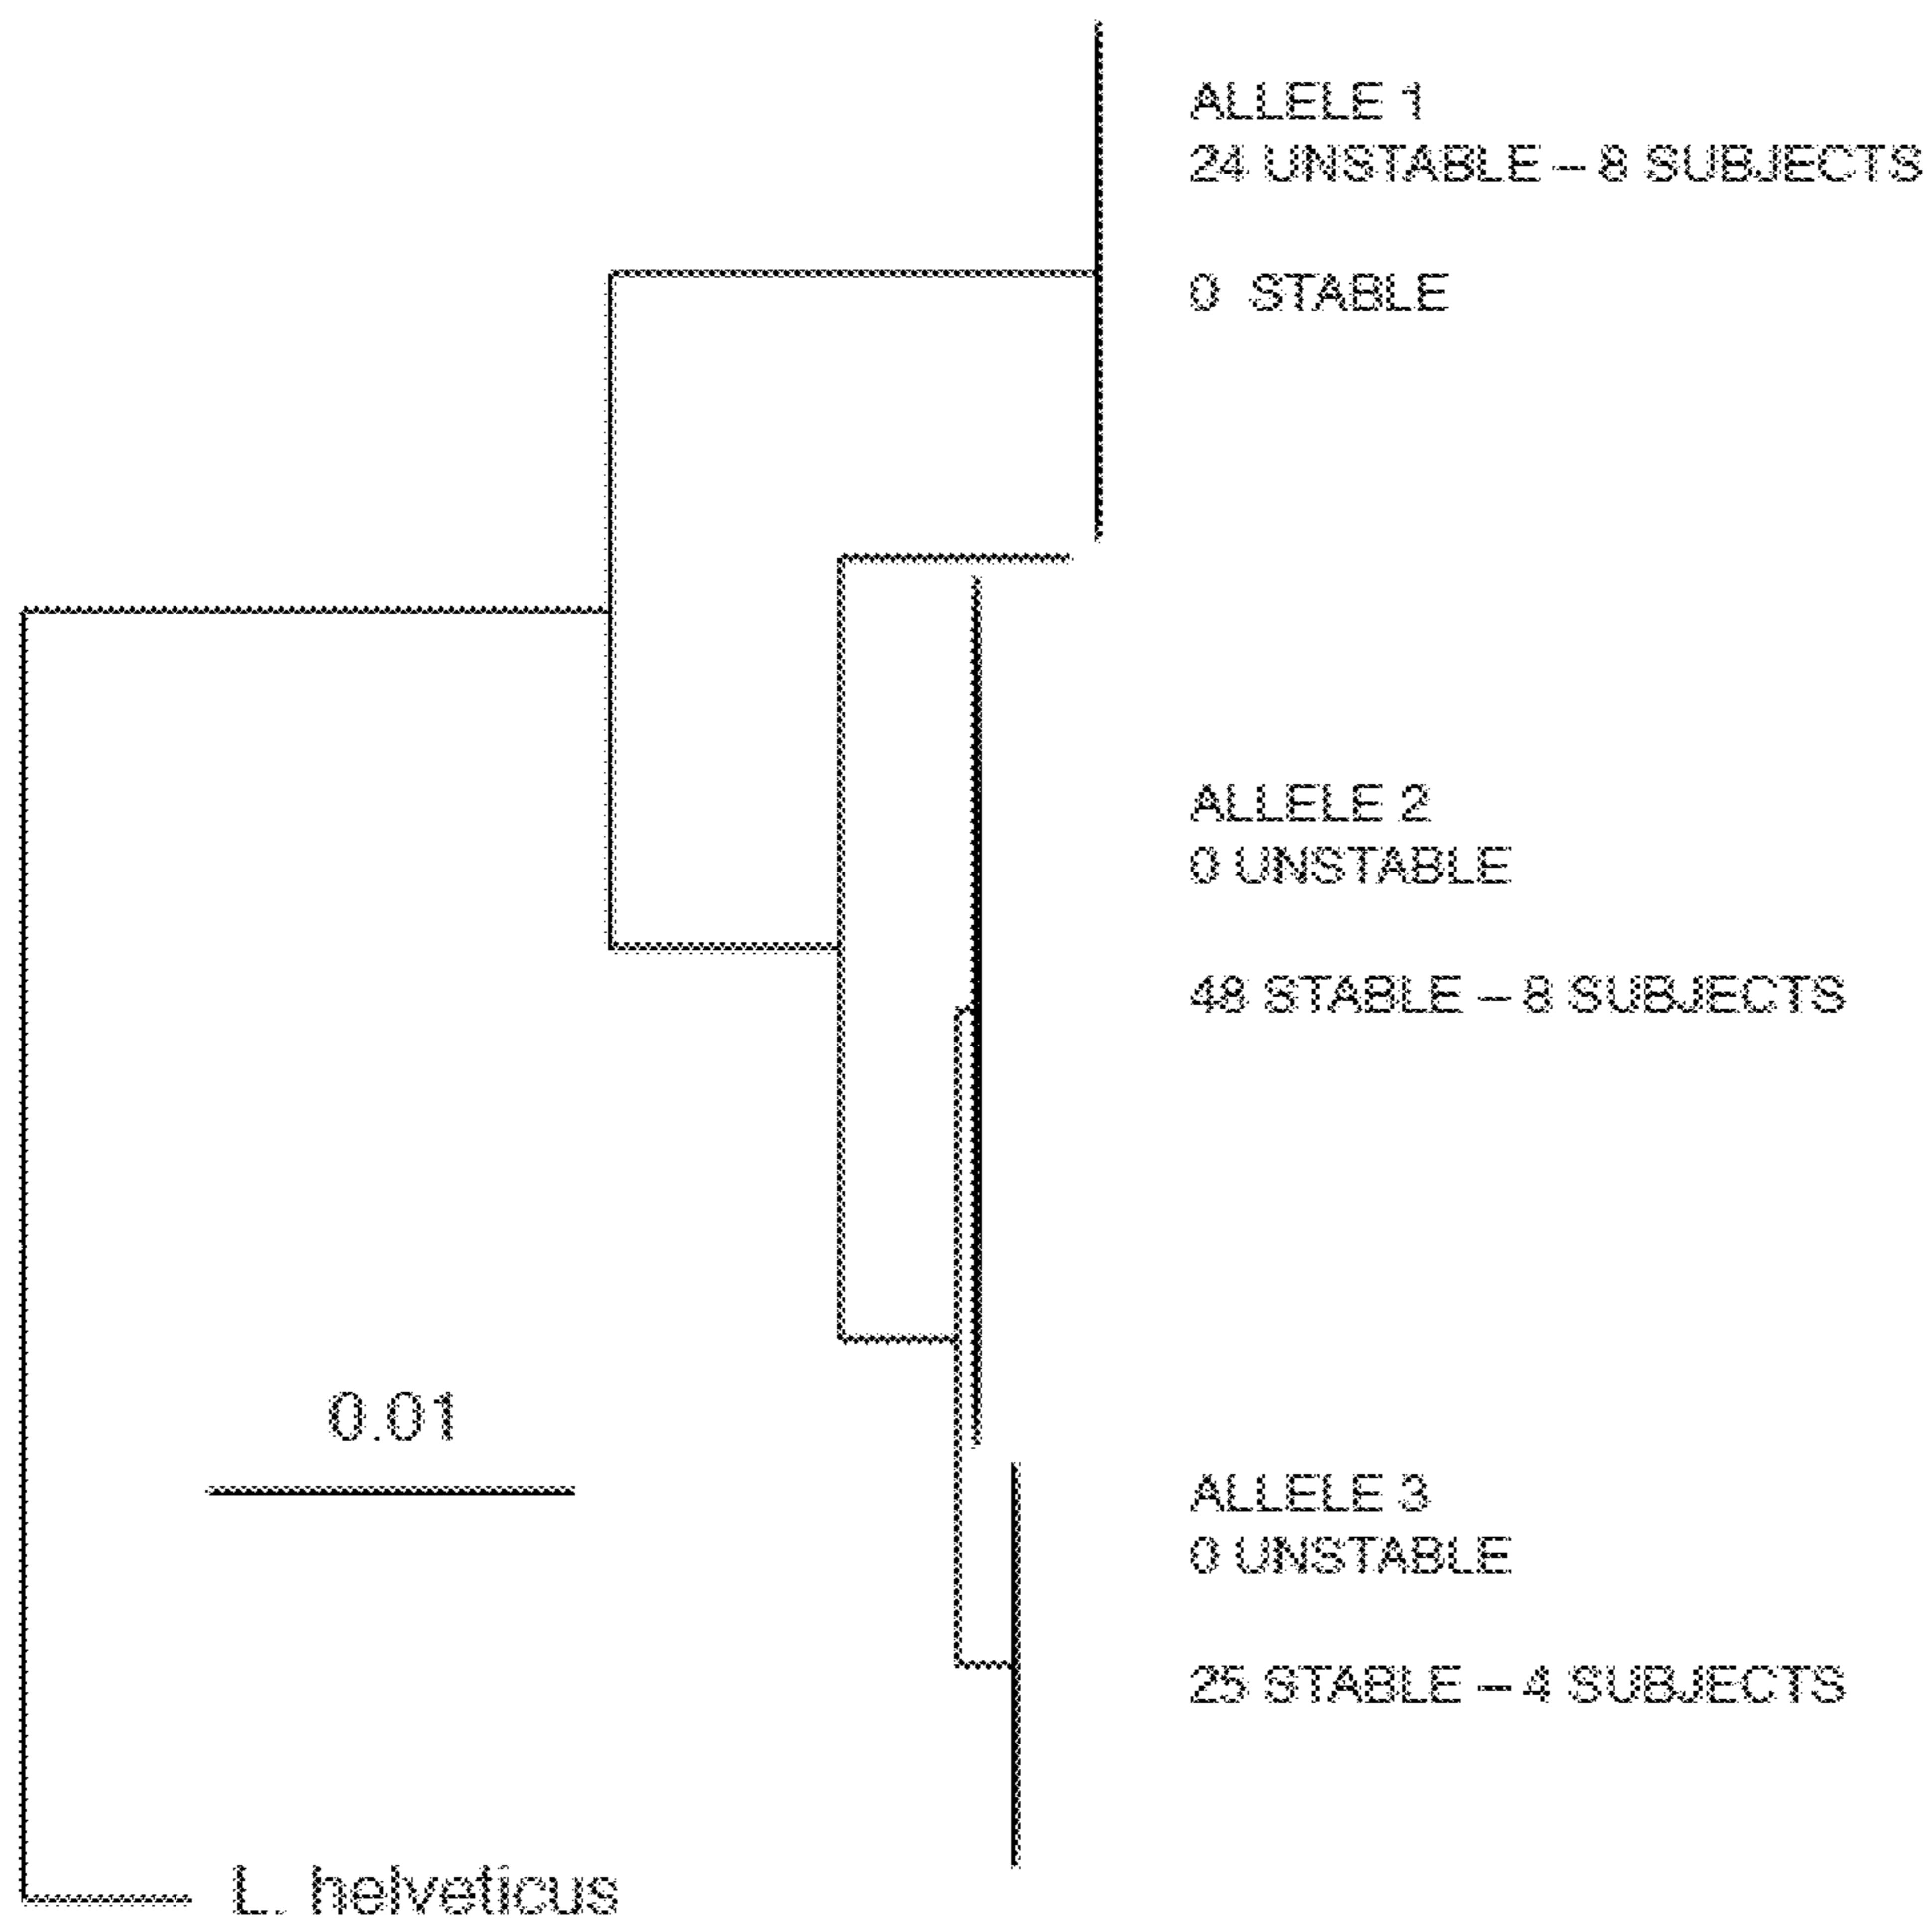 ALLELE 1
24 UNSTABLE – 8 SUBJECTS
0 STABLE
ALLELE 2
0 UNSTABLE
48 STABLE – 8 SUBJECTS
0.01
ALLELE 3
0 UNSTABLE
25 STABLE – 4 SUBJECTS
L. helveticus